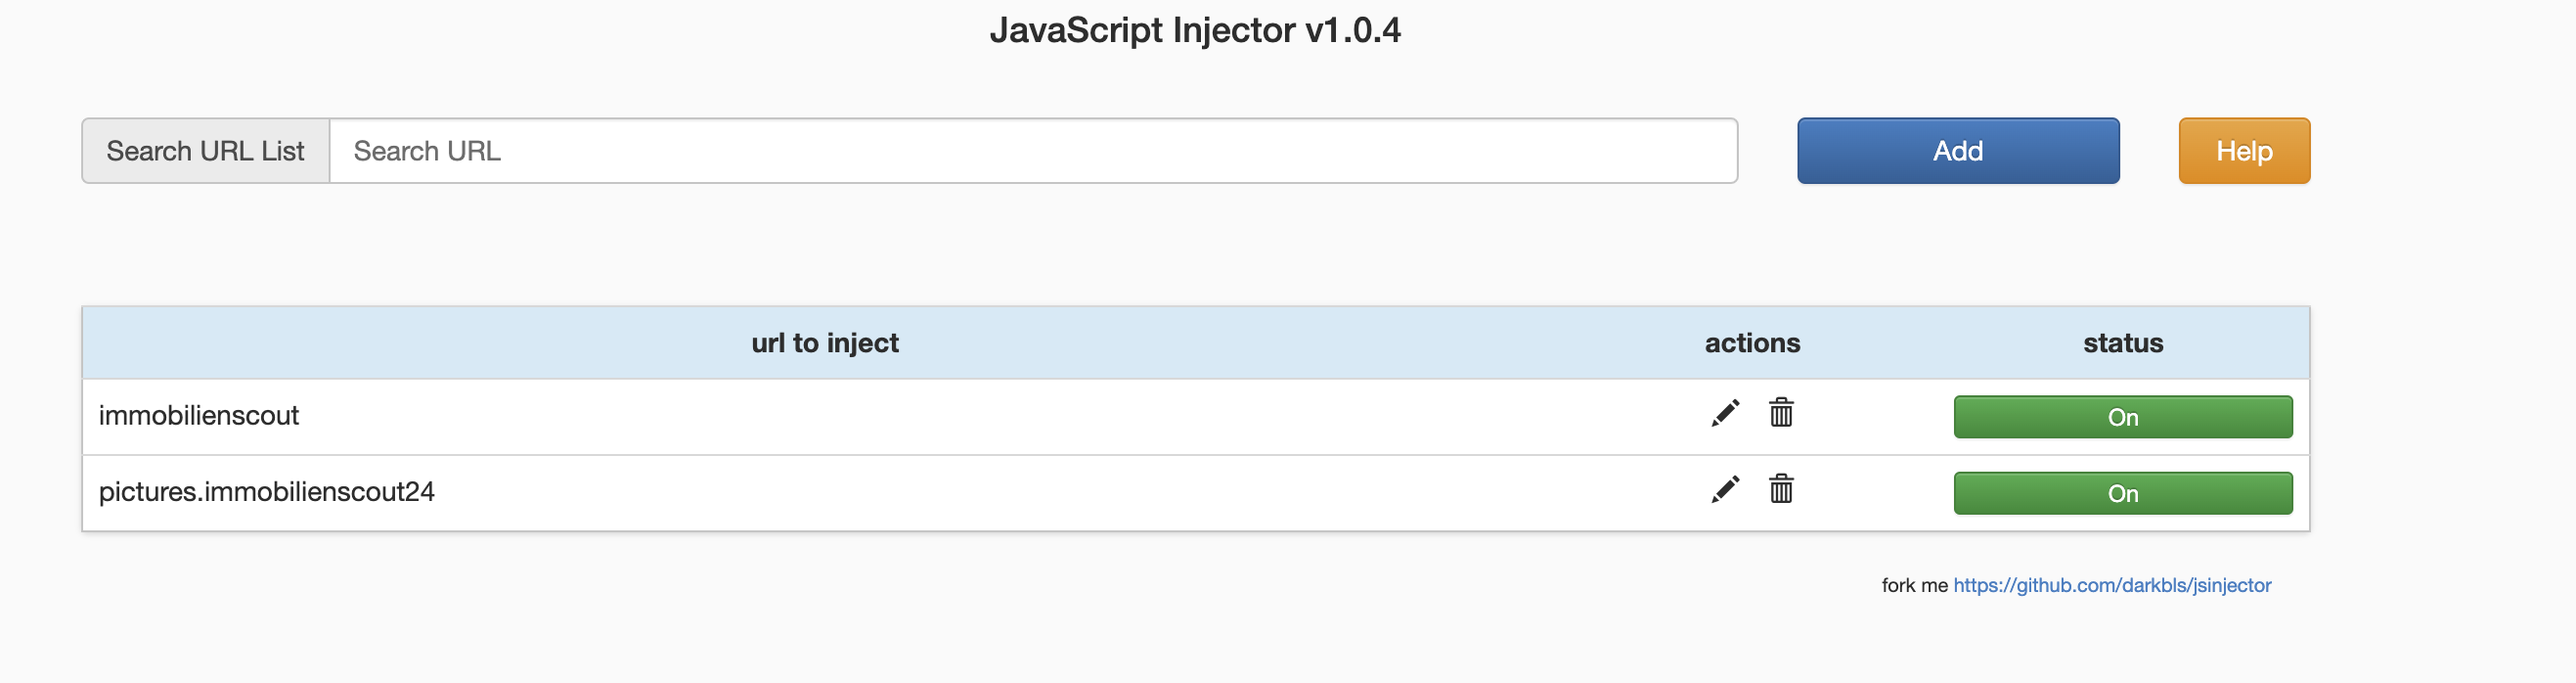 JavaScript Injector v1.0.4
Search URL List Search URL Add Help
url to inject actions status
immobilienscout On
pictures.immobilienscout24 On
fork me https://github.com/darkbls/jsinjector